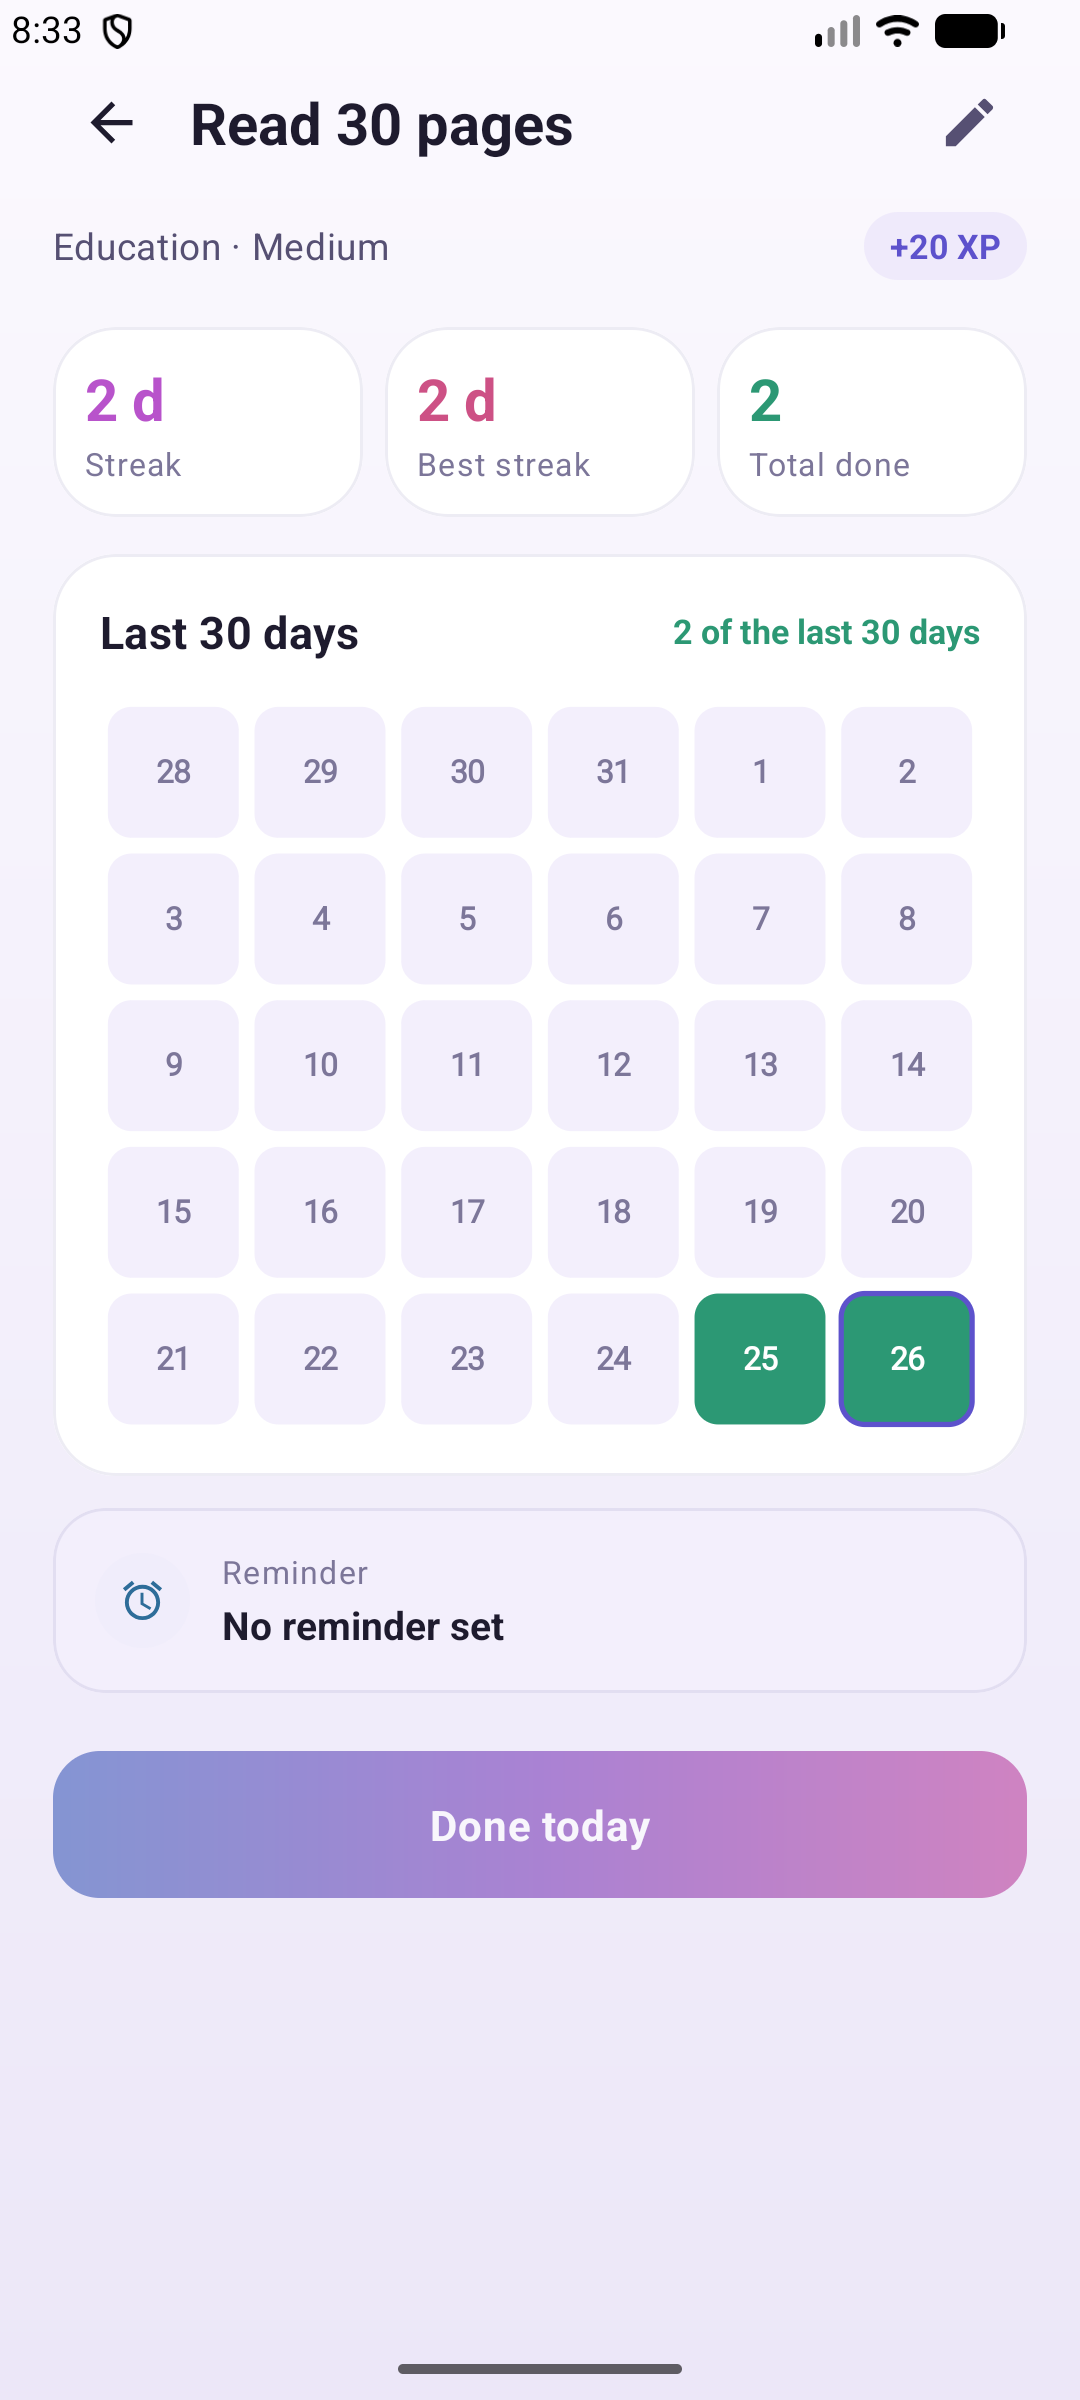 8:33
Read 30 pages
Education · Medium
+20 XP
2 d
Streak
2 d
Best streak
2
Total done
Last 30 days
2 of the last 30 days
28 29 30 31 1 2
3 4 5 6 7 8
9 10 11 12 13 14
15 16 17 18 19 20
21 22 23 24 25 26
Reminder
No reminder set
Done today